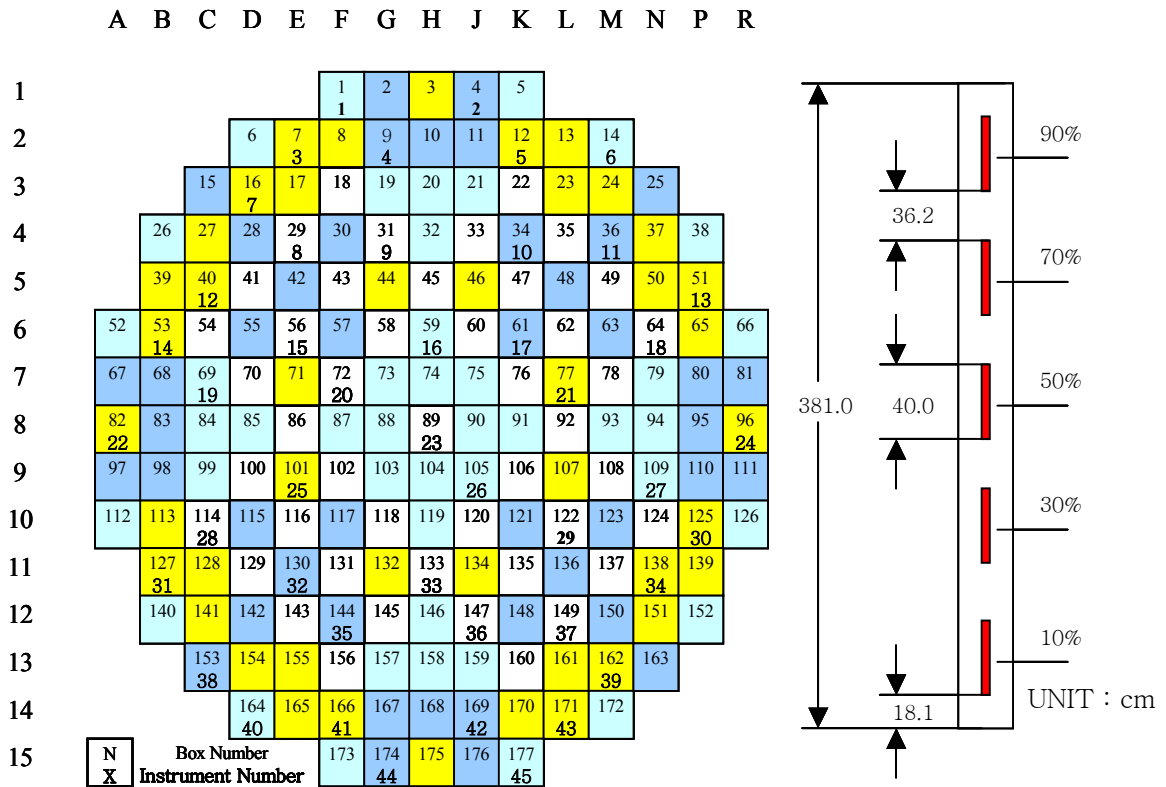 A B C D E F G H J K L M N P R
1 1 2 3 4 5
1 2
2 6 7 8 9 10 11 12 13 14
3 4 5 6
3 15 16 17 18 19 20 21 22 23 24 25
7
4 26 27 28 29 30 31 32 33 34 35 36 37 38
8 9 10 11
5 39 40 41 42 43 44 45 46 47 48 49 50 51
12 13
6 52 53 54 55 56 57 58 59 60 61 62 63 64 65 66
14 15 16 17 18
7 67 68 69 70 71 72 73 74 75 76 77 78 79 80 81
19 20 21
8 82 83 84 85 86 87 88 89 90 91 92 93 94 95 96
22 23 24
9 97 98 99 100 101 102 103 104 105 106 107 108 109 110 111
25 26 27
10 112 113 114 115 116 117 118 119 120 121 122 123 124 125 126
28 29 30
11 127 128 129 130 131 132 133 134 135 136 137 138 139
31 32 33 34
12 140 141 142 143 144 145 146 147 148 149 150 151 152
35 36 37
13 153 154 155 156 157 158 159 160 161 162 163
38 39
14 164 165 166 167 168 169 170 171 172
40 41 42 43
15 173 174 175 176 177
44 45
N Box Number
X Instrument Number
90%
36.2
70%
381.0
40.0
50%
30%
10%
18.1
UNIT : cm